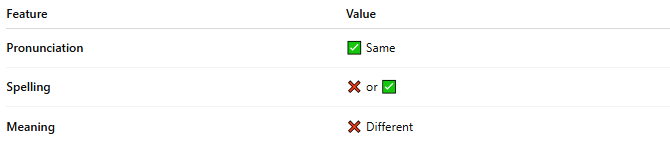 Feature Value
Pronunciation ✅ Same
Spelling ❌ or ✅
Meaning ❌ Different